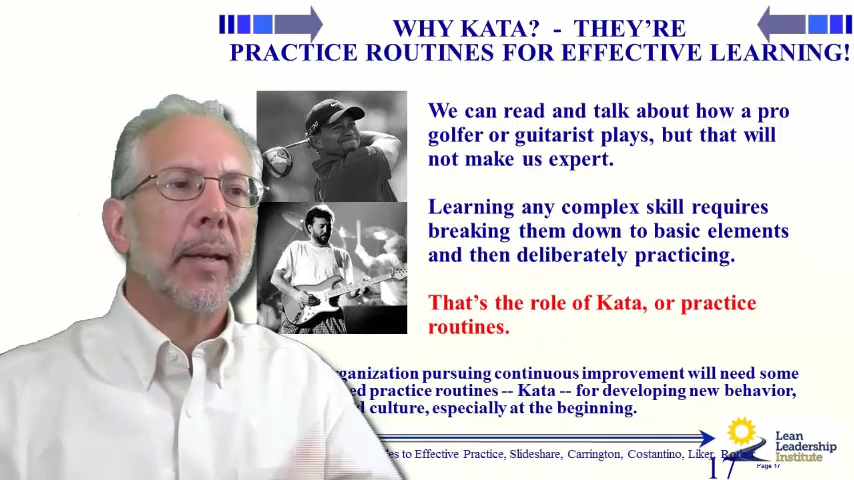 WHY KATA? - THEY'RE
PRACTICE ROUTINES FOR EFFECTIVE LEARNING!
We can read and talk about how a pro
golfer or guitarist plays, but that will
not make us expert.
Learning any complex skill requires
breaking them down to basic elements
and then deliberately practicing.
That's the role of Kata, or practice
routines.
pursuing continuous improvement will need some
practice routines -- Kata -- for developing new behavior,
culture, especially at the beginning.
to Effective Practice, Slideshare, Carrington, Costantino, Liker,
17
Page 17
Lean
Leadership
Institute